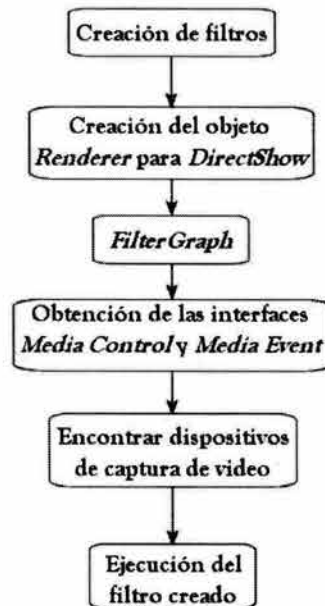 Creación de filtros
Creación del objeto
Renderer para DirectShow
FilterGraph
Obtención de las interfaces
Media Control y Media Event
Encontrar dispositivos
de captura de video
Ejecución del
filtro creado